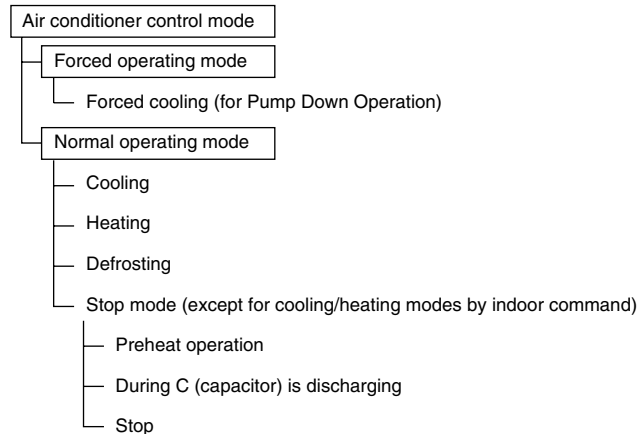 Air conditioner control mode
Forced operating mode
Forced cooling (for Pump Down Operation)
Normal operating mode
Cooling
Heating
Defrosting
Stop mode (except for cooling/heating modes by indoor command)
Preheat operation
During C (capacitor) is discharging
Stop